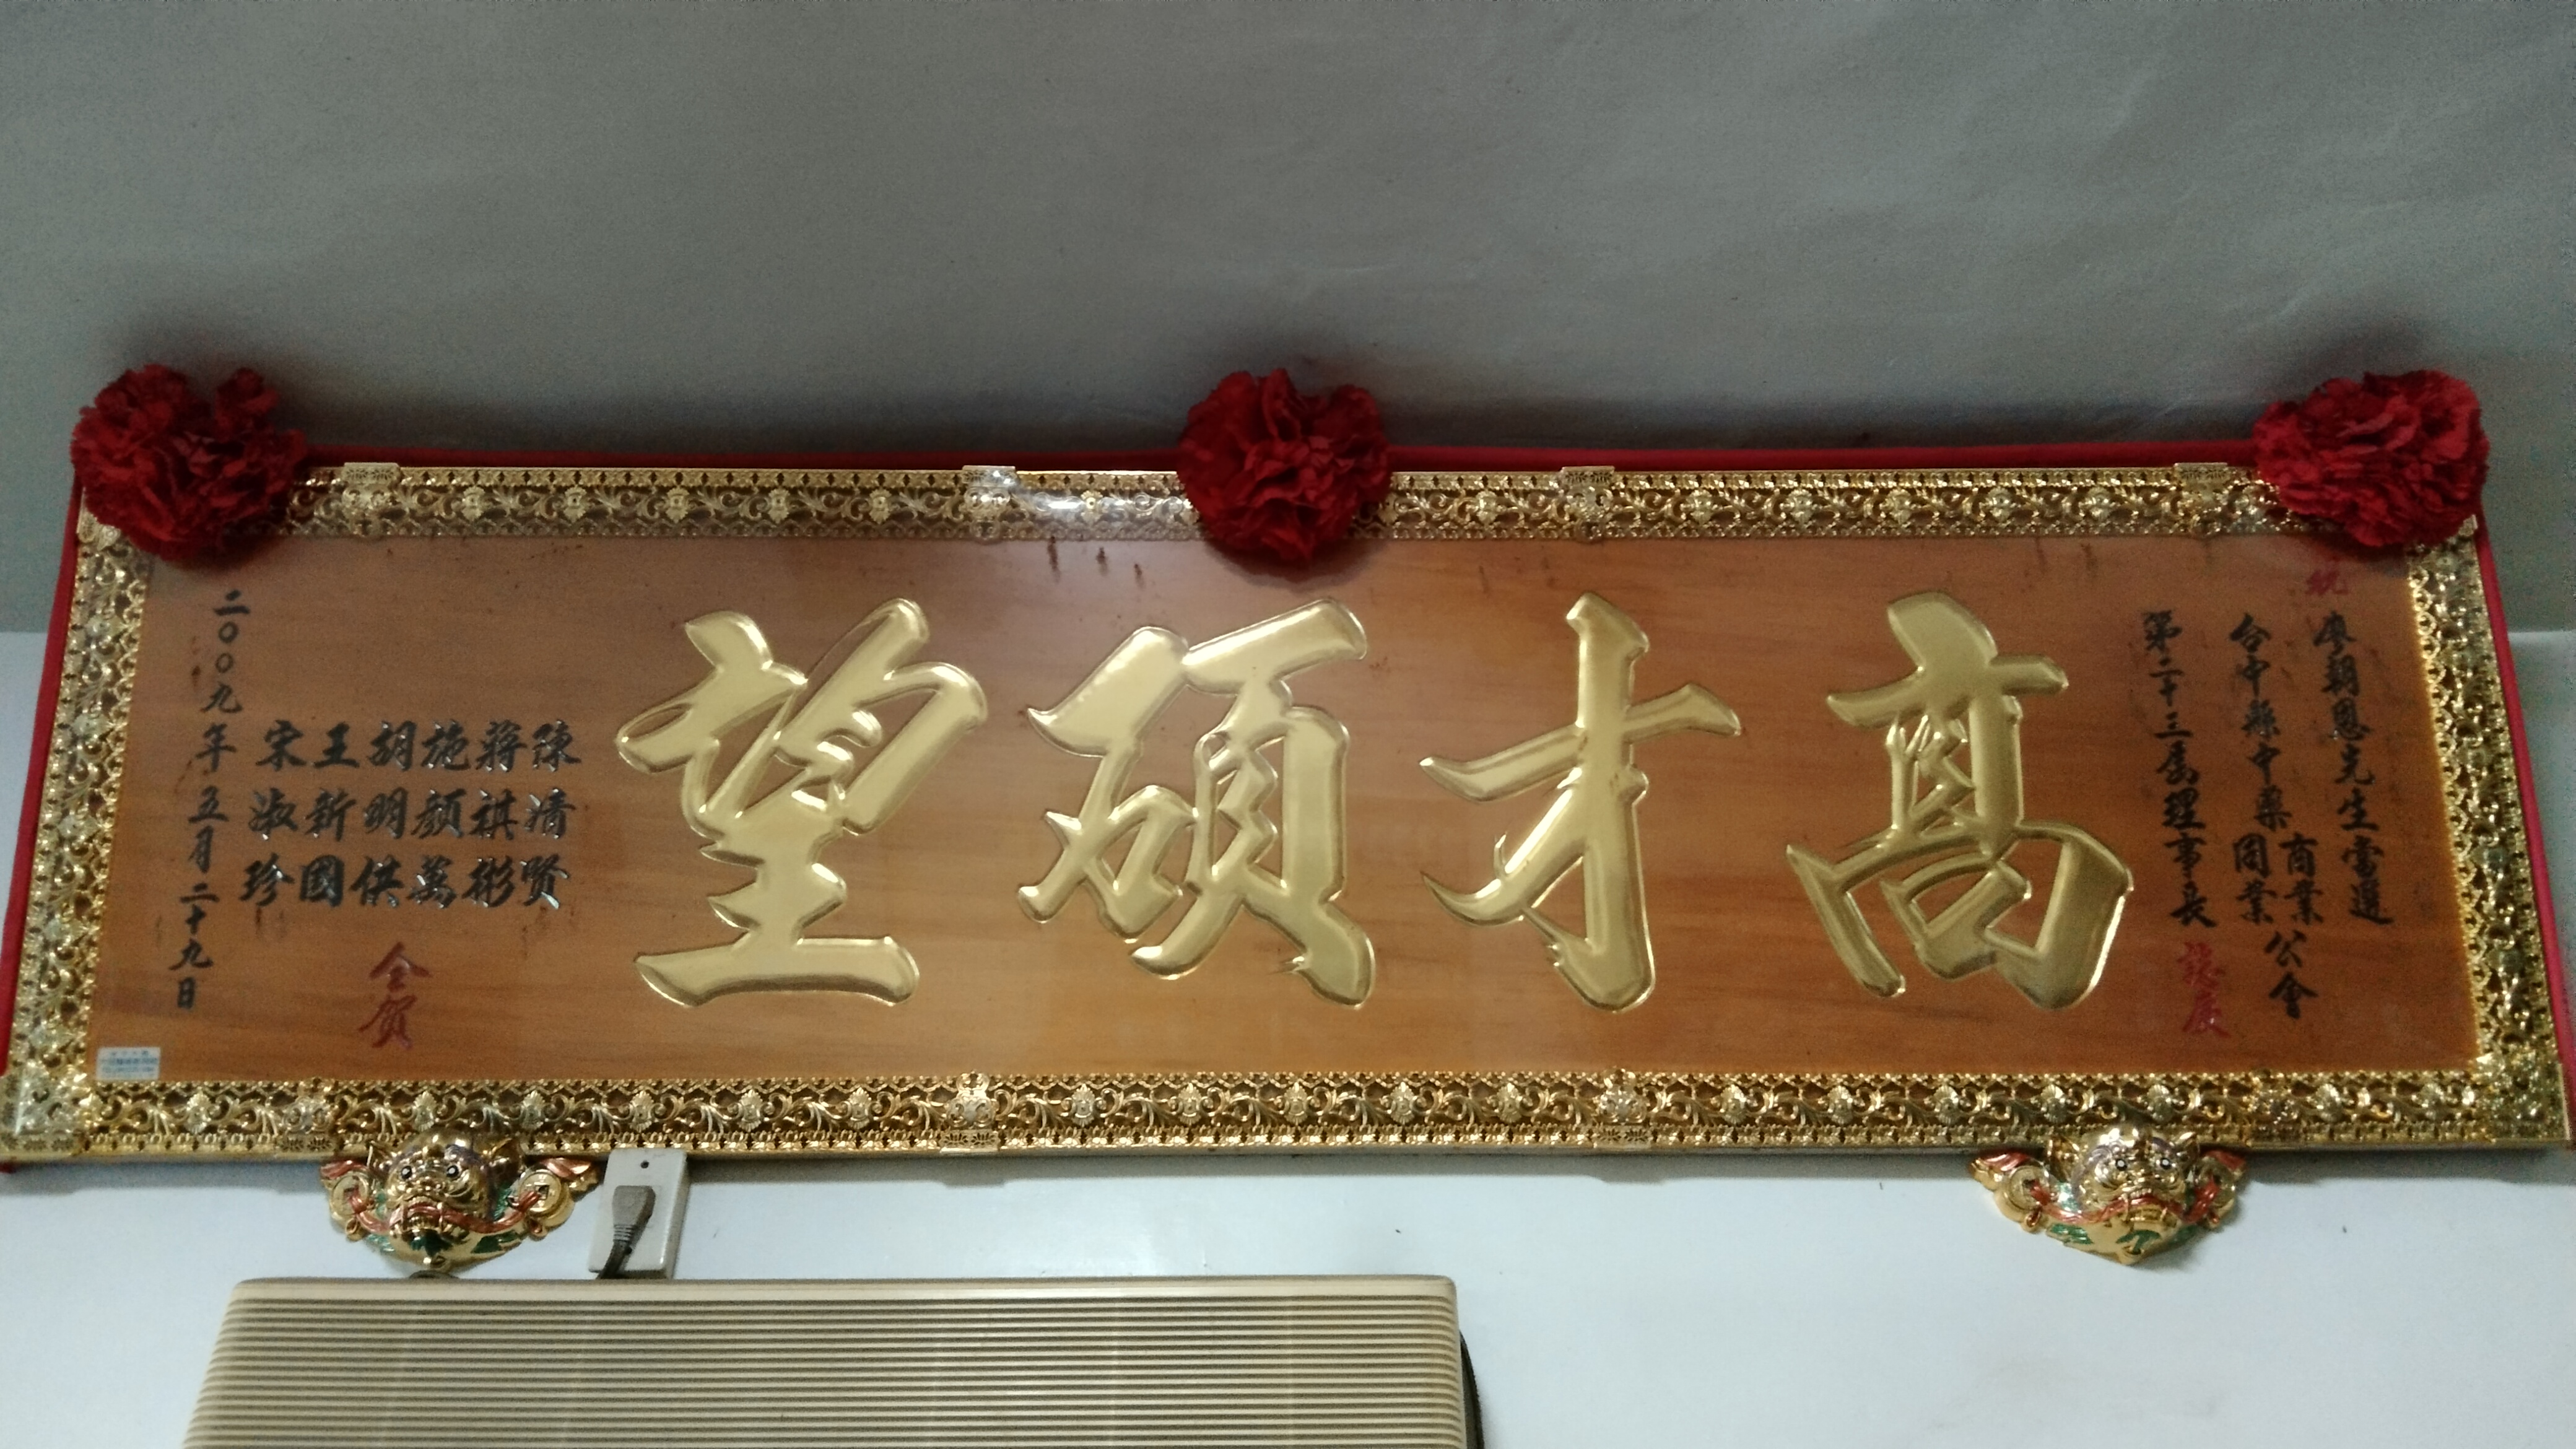 祝
廖朝恩先生當選
台中縣中藥商業同業公會
第二十三屆理事長
誌慶
高才碩望
陳清賢
蔣祺彬
施顏萬
胡明供
王新國
宋淑珍
仝賀
二〇〇九年五月二十九日